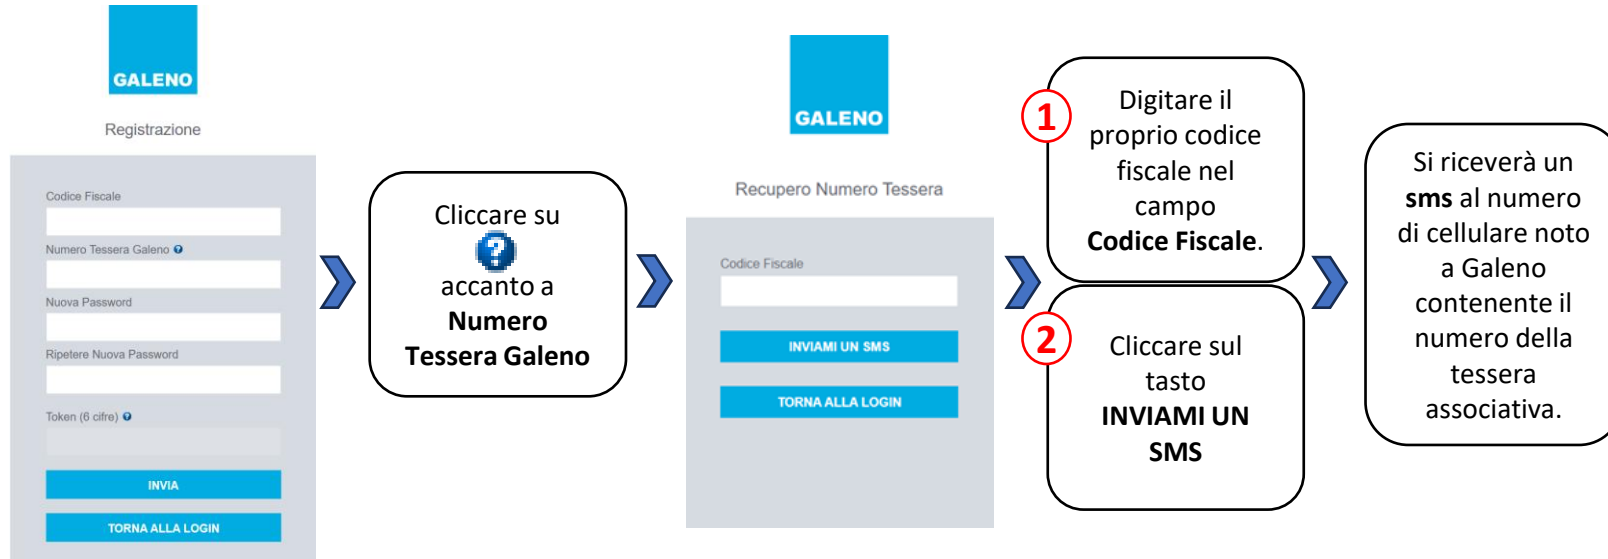 GALENO
Registrazione
Codice Fiscale
Numero Tessera Galeno ?
Nuova Password
Ripetere Nuova Password
Token (6 cifre) ?
INVIA
TORNA ALLA LOGIN
Cliccare su
?
accanto a
Numero
Tessera Galeno
GALENO
Recupero Numero Tessera
Codice Fiscale
INVIAMI UN SMS
TORNA ALLA LOGIN
1
Digitare il
proprio codice
fiscale nel
campo
Codice Fiscale.
2
Cliccare sul
tasto
INVIAMI UN
SMS
Si riceverà un
sms al numero
di cellulare noto
a Galeno
contenente il
numero della
tessera
associativa.